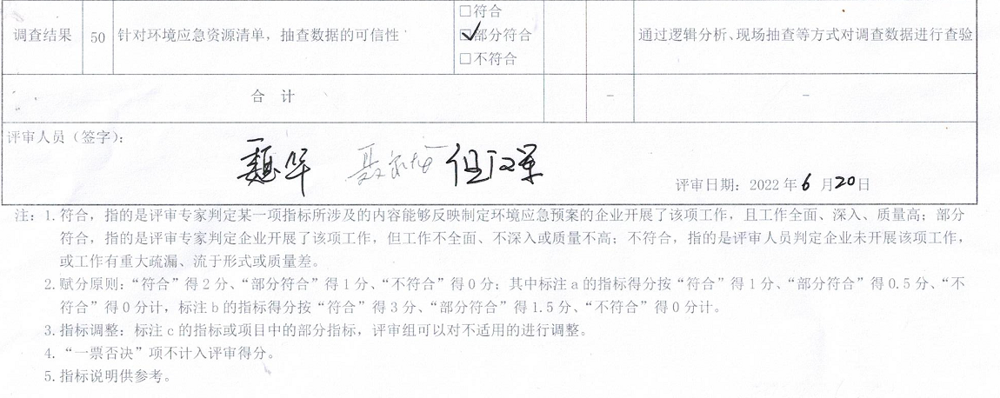 □符合
调查结果 50 针对环境应急资源清单，抽查数据的可信性 ☑部分符合 通过逻辑分析、现场抽查等方式对调查数据进行查验
□不符合
合 计 － －
评审人员（签字）：
魏华
评审日期：2022年6月20日
注：1.符合，指的是评审专家判定某一项指标所涉及的内容能够反映制定环境应急预案的企业开展了该项工作，且工作全面、深入、质量高；部分
符合，指的是评审专家判定企业开展了该项工作，但工作不全面、不深入或质量不高；不符合，指的是评审人员判定企业未开展该项工作，
或工作有重大疏漏、流于形式或质量差。
2.赋分原则：“符合”得2分、“部分符合”得1分、“不符合”得0分；其中标注a的指标得分按“符合”得1分、“部分符合”得0.5分、“不
符合”得0分计，标注b的指标得分按“符合”得3分、“部分符合”得1.5分、“不符合”得0分计。
3.指标调整：标注c的指标或项目中的部分指标，评审组可以对不适用的进行调整。
4.“一票否决”项不计入评审得分。
5.指标说明供参考。